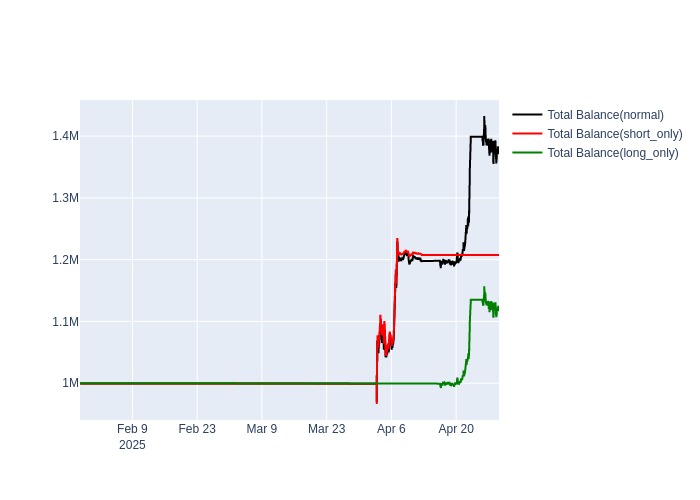 1.4M
1.3M
1.2M
1.1M
1M
Feb 9
2025
Feb 23
Mar 9
Mar 23
Apr 6
Apr 20
Total Balance(normal)
Total Balance(short_only)
Total Balance(long_only)